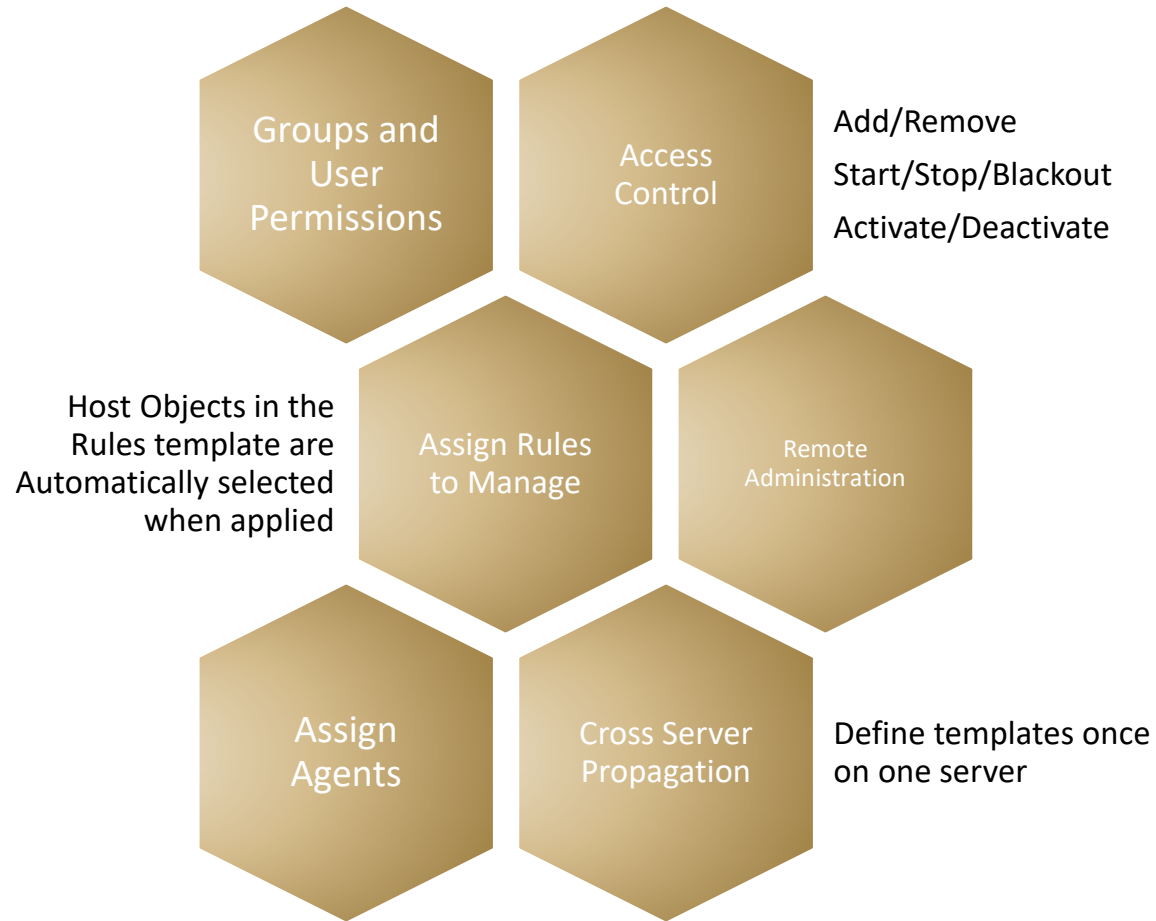 Groups and
User
Permissions
Access
Control
Add/Remove
Start/Stop/Blackout
Activate/Deactivate
Host Objects in the
Rules template are
Automatically selected
when applied
Assign Rules
to Manage
Remote
Administration
Assign
Agents
Cross Server
Propagation
Define templates once
on one server